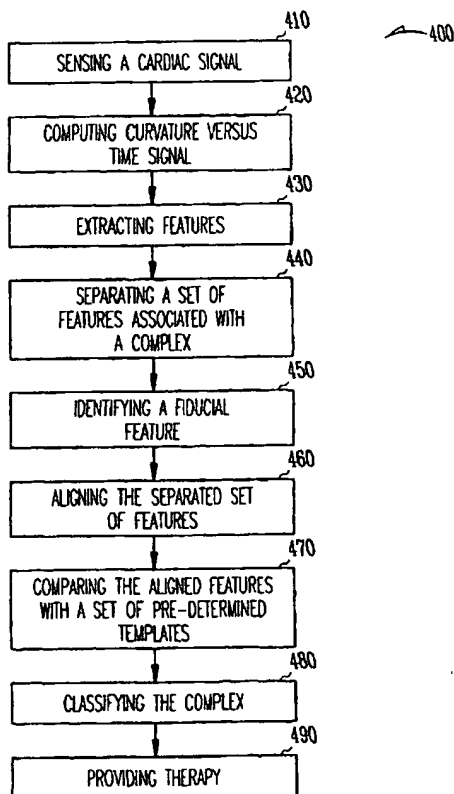 410
400
SENSING A CARDIAC SIGNAL
420
COMPUTING CURVATURE VERSUS
TIME SIGNAL
430
EXTRACTING FEATURES
440
SEPARATING A SET OF
FEATURES ASSOCIATED WITH
A COMPLEX
450
IDENTIFYING A FIDUCIAL
FEATURE
460
ALIGNING THE SEPARATED SET
OF FEATURES
470
COMPARING THE ALIGNED FEATURES
WITH A SET OF PRE-DETERMINED
TEMPLATES
480
CLASSIFYING THE COMPLEX
490
PROVIDING THERAPY